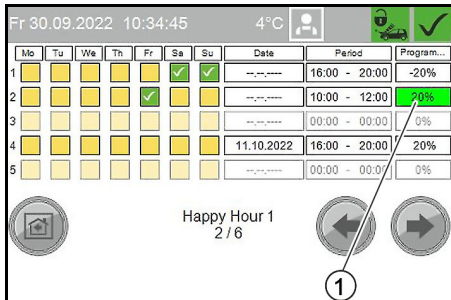 Fr 30.09.2022 10:34:45 4°C
Mo Tu We Th Fr Sa Su Date Period Program...
1 --.--.---- 16:00 - 20:00 -20%
2 --.--.---- 10:00 - 12:00 20%
3 --.--.---- 00:00 - 00:00 0%
4 11.10.2022 16:00 - 20:00 20%
5 --.--.---- 00:00 - 00:00 0%
Happy Hour 1
2 / 6
1